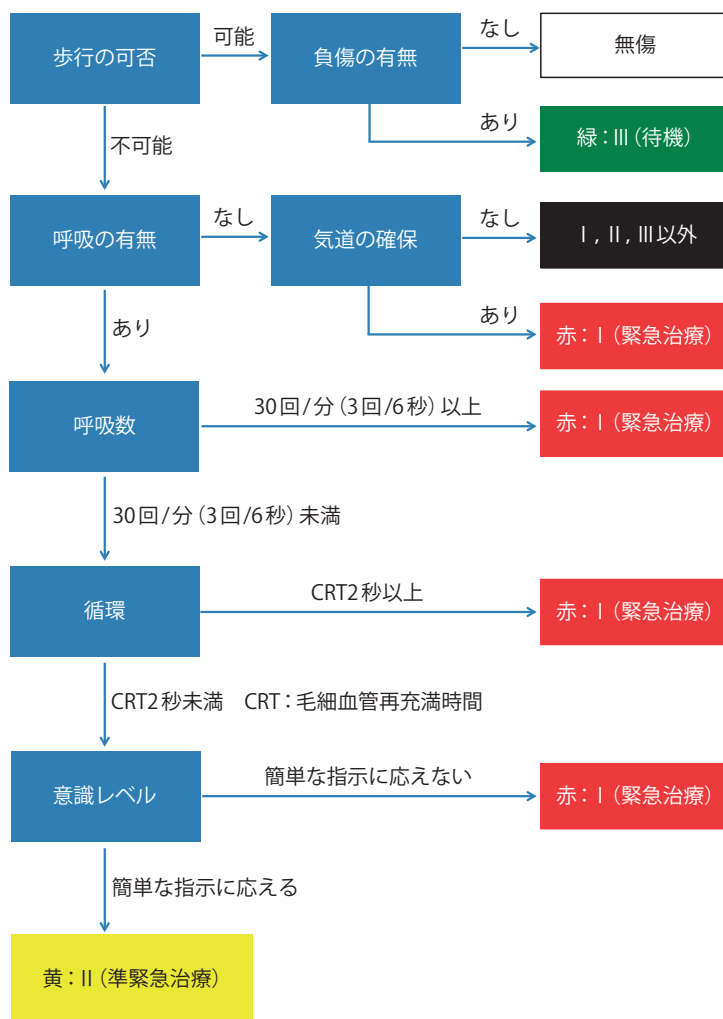 歩行の可否
可能
負傷の有無
なし
無傷
あり
緑：III（待機）
不可能
呼吸の有無
なし
気道の確保
なし
I，II，III以外
あり
赤：I（緊急治療）
あり
呼吸数
30回/分（3回/6秒）以上
赤：I（緊急治療）
30回/分（3回/6秒）未満
循環
CRT2秒以上
赤：I（緊急治療）
CRT2秒未満　CRT：毛細血管再充満時間
意識レベル
簡単な指示に応えない
赤：I（緊急治療）
簡単な指示に応える
黄：II（準緊急治療）